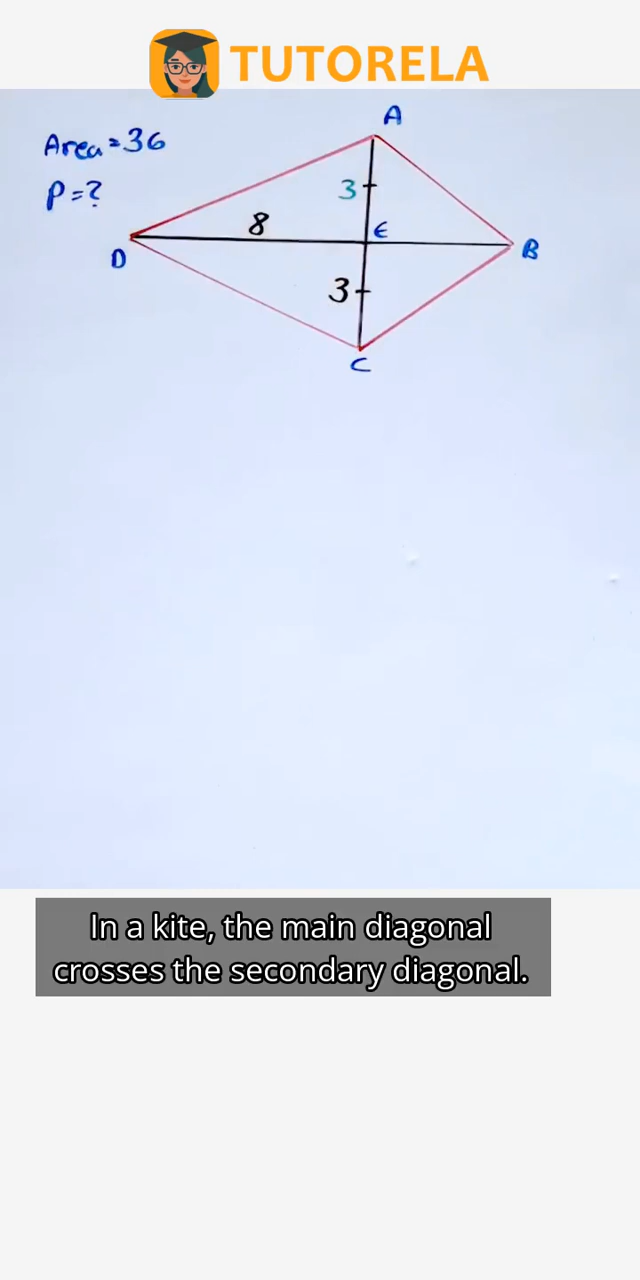 TUTORELA
A
Area=36
P=?
3
8
E
D
B
3
C
In a kite, the main diagonal
crosses the secondary diagonal.